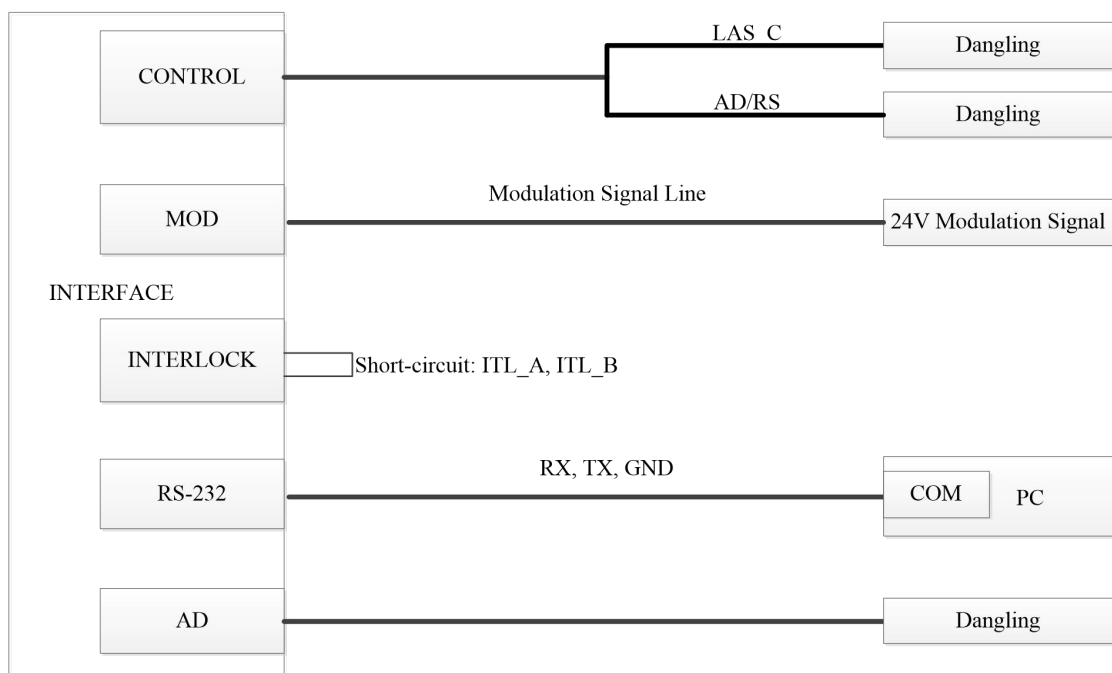 LAS_C
Dangling
CONTROL
AD/RS
Dangling
Modulation Signal Line
MOD
24V Modulation Signal
INTERFACE
INTERLOCK
Short-circuit: ITL_A, ITL_B
RX, TX, GND
RS-232
COM
PC
AD
Dangling